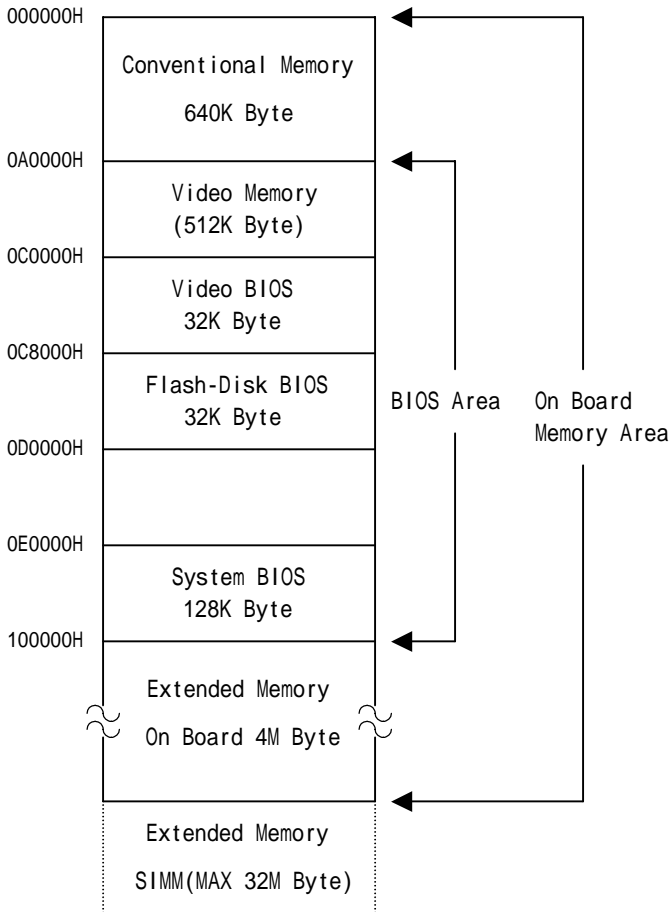 000000H
Conventional Memory
640K Byte
0A0000H
Video Memory
(512K Byte)
0C0000H
Video BIOS
32K Byte
0C8000H
Flash-Disk BIOS
32K Byte
BIOS Area
On Board
Memory Area
0D0000H
0E0000H
System BIOS
128K Byte
100000H
Extended Memory
On Board 4M Byte
Extended Memory
SIMM(MAX 32M Byte)